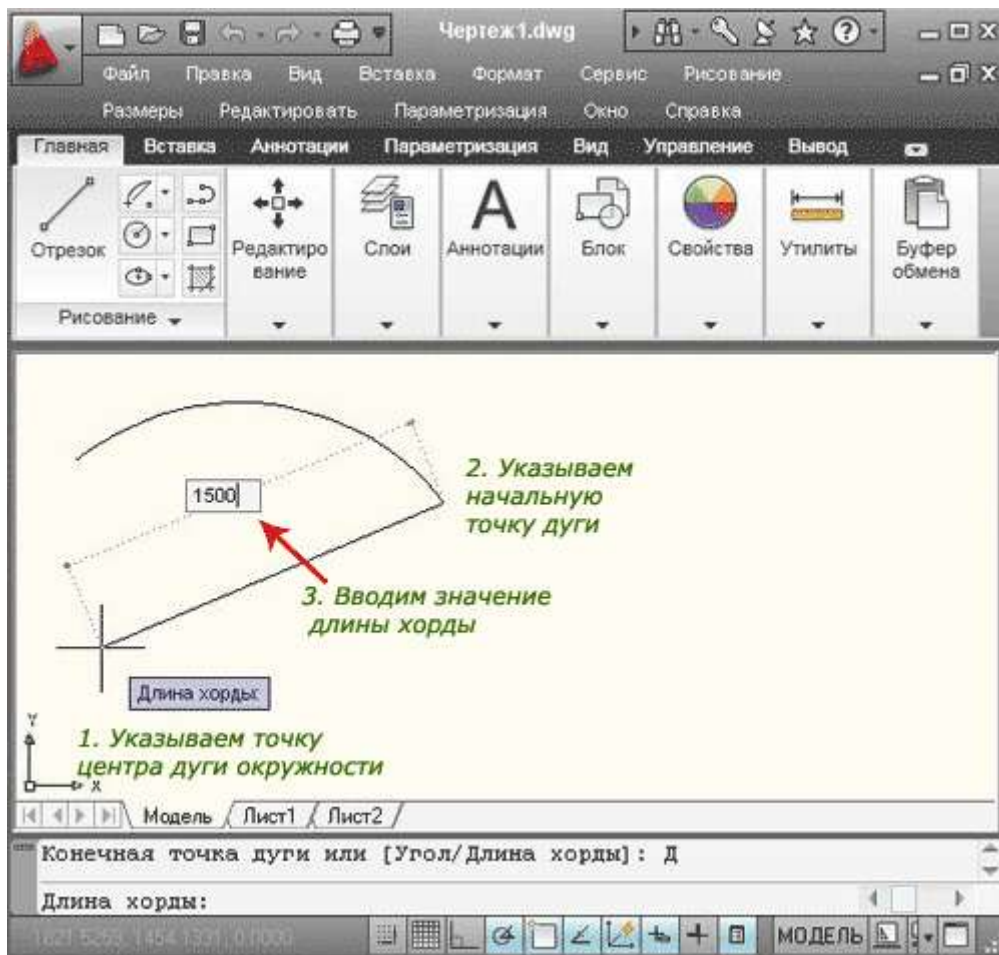 Чертеж1.dwg
Файл Правка Вид Вставка Формат Сервис Рисование
Размеры Редактировать Параметризация Окно Справка
Главная Вставка Аннотации Параметризация Вид Управление Вывод
Отрезок
Редактиро
вание
Слои
A
Аннотации
Блок
Свойства
Утилиты
Буфер
обмена
Рисование
1500
2. Указываем
начальную
точку дуги
3. Вводим значение
длины хорды
Длина хорды:
1. Указываем точку
центра дуги окружности
Y
X
Модель Лист1 Лист2
Конечная точка дуги или [Угол/Длина хорды]: Д
Длина хорды:
МОДЕЛЬ